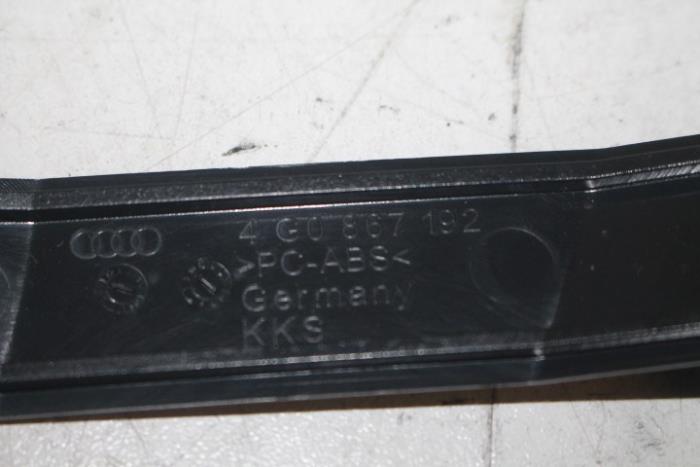 4G0 867 192
>PC-ABS<
Germany
KKS